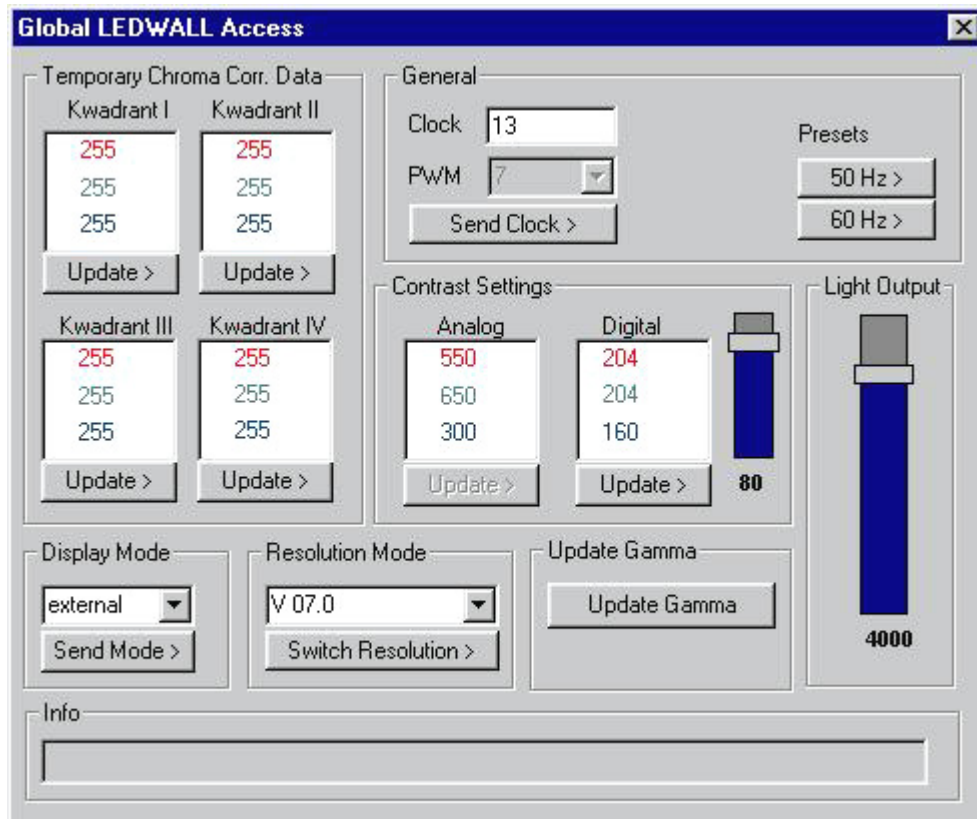 Global LEDWALL Access
Temporary Chroma Corr. Data
Kwadrant I
255
255
255
Update >
Kwadrant II
255
255
255
Update >
Kwadrant III
255
255
255
Update >
Kwadrant IV
255
255
255
Update >
General
Clock
13
PWM
7
Send Clock >
Presets
50 Hz >
60 Hz >
Contrast Settings
Analog
550
650
300
Update >
Digital
204
204
160
Update >
80
Light Output
4000
Display Mode
external
Send Mode >
Resolution Mode
V 07.0
Switch Resolution >
Update Gamma
Update Gamma
Info